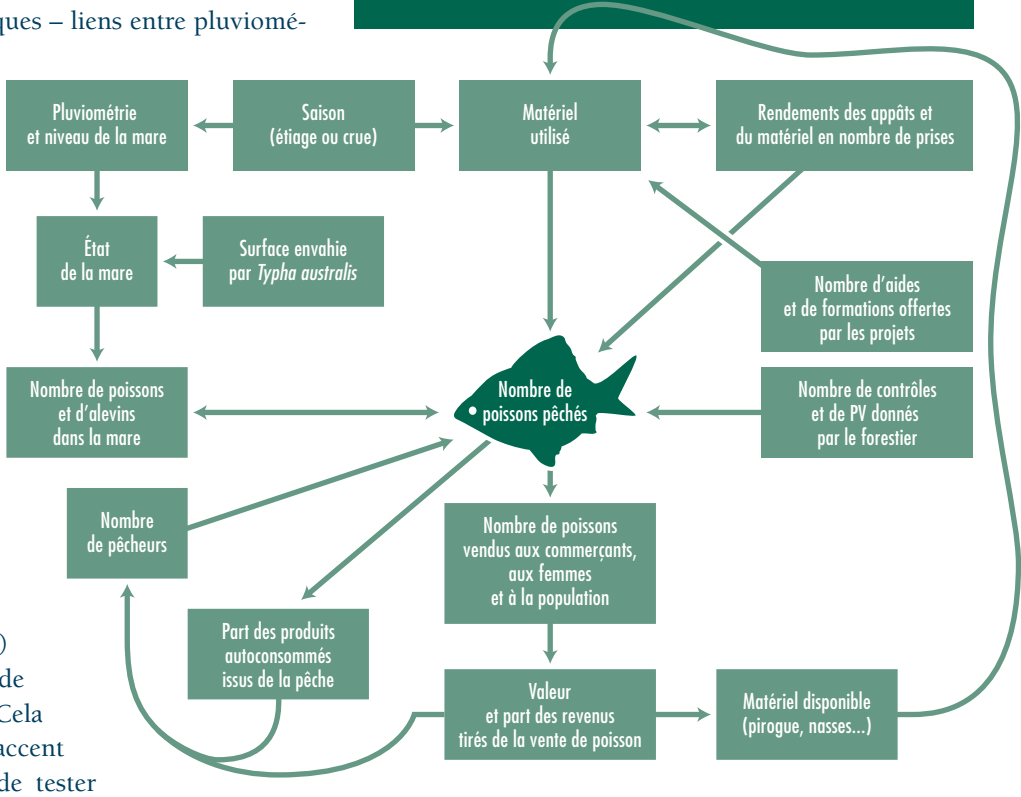 ques – liens entre pluviomé-
Pluviométrie
et niveau de la mare
Saison
(étiage ou crue)
Matériel
utilisé
Rendements des appâts et
du matériel en nombre de prises
État
de la mare
Surface envahie
par Typha australis
Nombre d'aides
et de formations offertes
par les projets
Nombre de poissons
et d'alevins
dans la mare
Nombre de
poissons pêchés
Nombre de contrôles
et de PV donnés
par le forestier
Nombre
de pêcheurs
Nombre de poissons
vendus aux commerçants,
aux femmes
et à la population
Part des produits
autoconsommés
issus de la pêche
Valeur
et part des revenus
tirés de la vente de poisson
Matériel disponible
(pirogue, nasses...)
)
de
Cela
accent
de tester